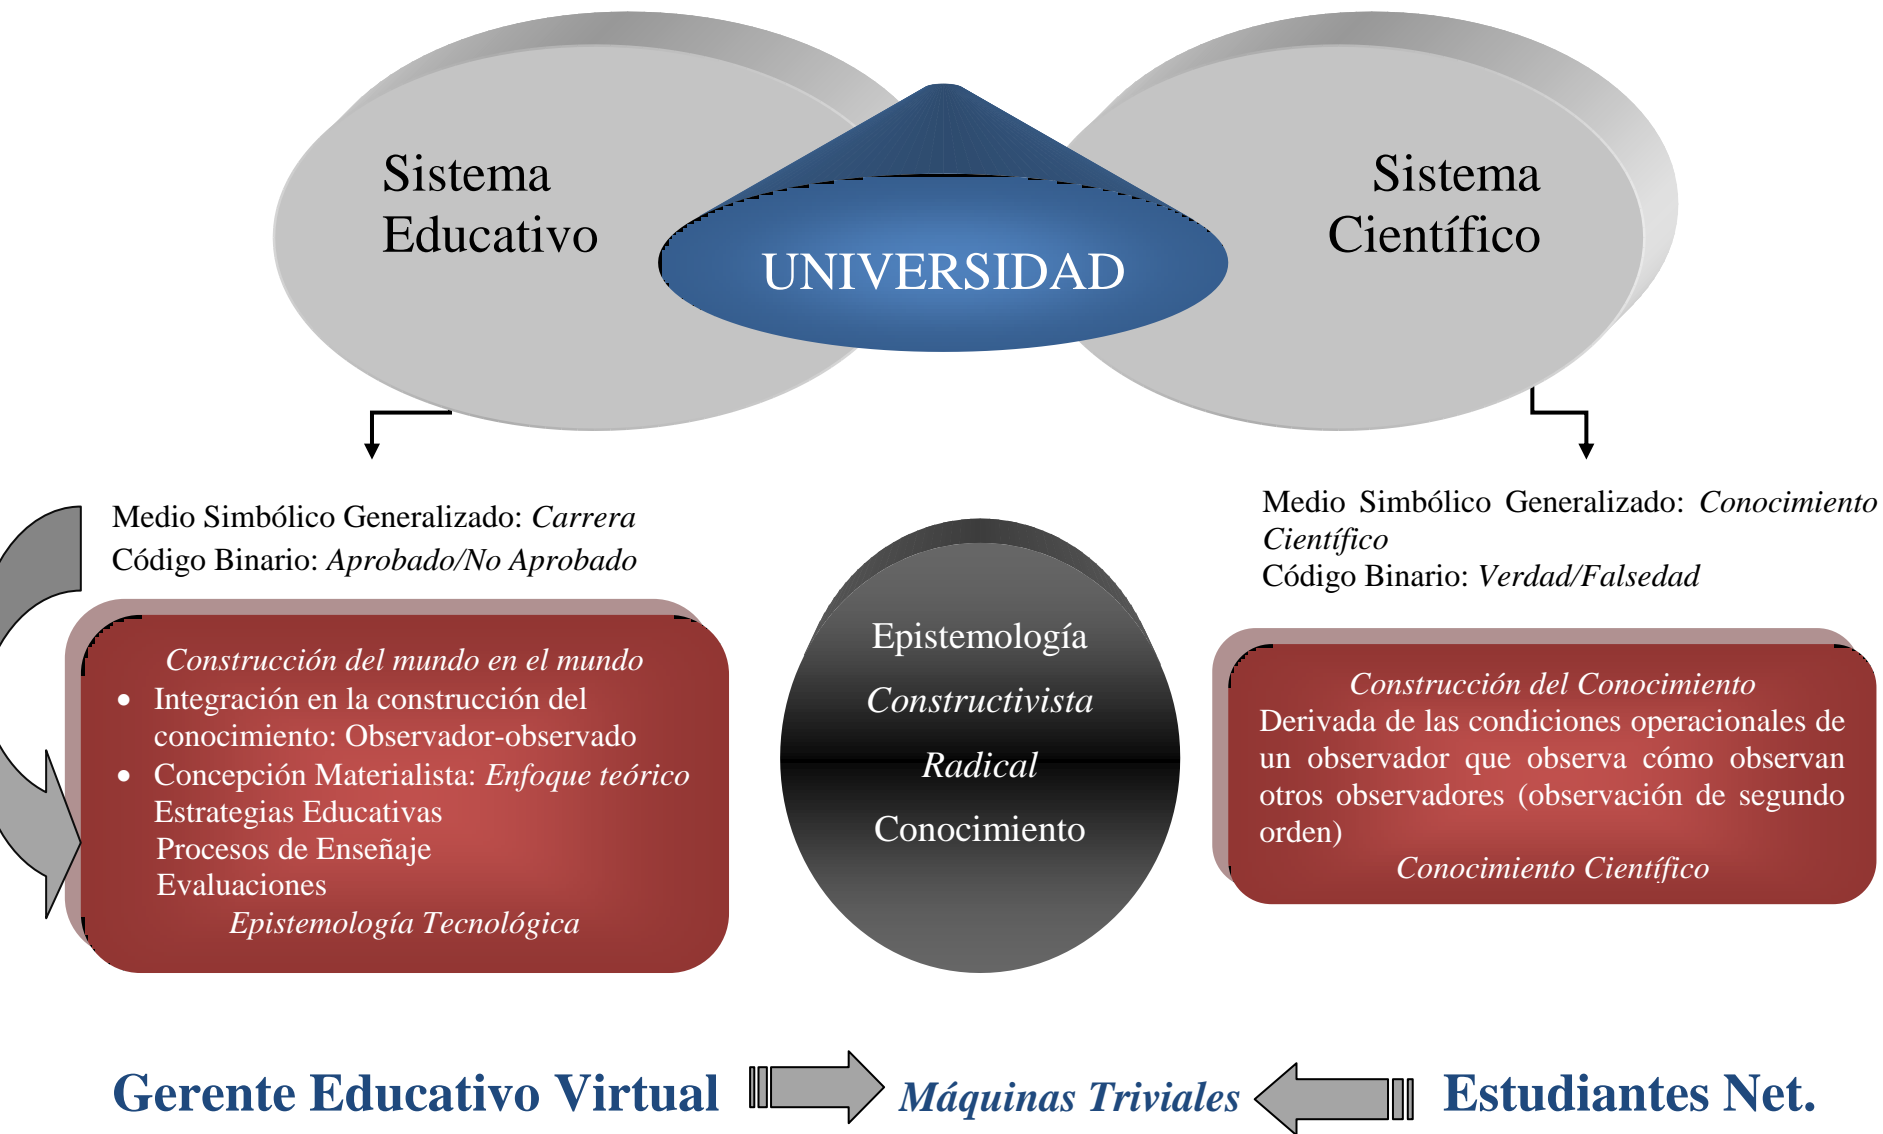 Sistema
Educativo
UNIVERSIDAD
Sistema
Científico
Medio Simbólico Generalizado: Carrera
Código Binario: Aprobado/No Aprobado
Medio Simbólico Generalizado: Conocimiento
Científico
Código Binario: Verdad/Falsedad
Construcción del mundo en el mundo
• Integración en la construcción del
conocimiento: Observador-observado
• Concepción Materialista: Enfoque teórico
Estrategias Educativas
Procesos de Enseñaje
Evaluaciones
Epistemología Tecnológica
Epistemología
Constructivista
Radical
Conocimiento
Construcción del Conocimiento
Derivada de las condiciones operacionales de
un observador que observa cómo observan
otros observadores (observación de segundo
orden)
Conocimiento Científico
Gerente Educativo Virtual
Máquinas Triviales
Estudiantes Net.